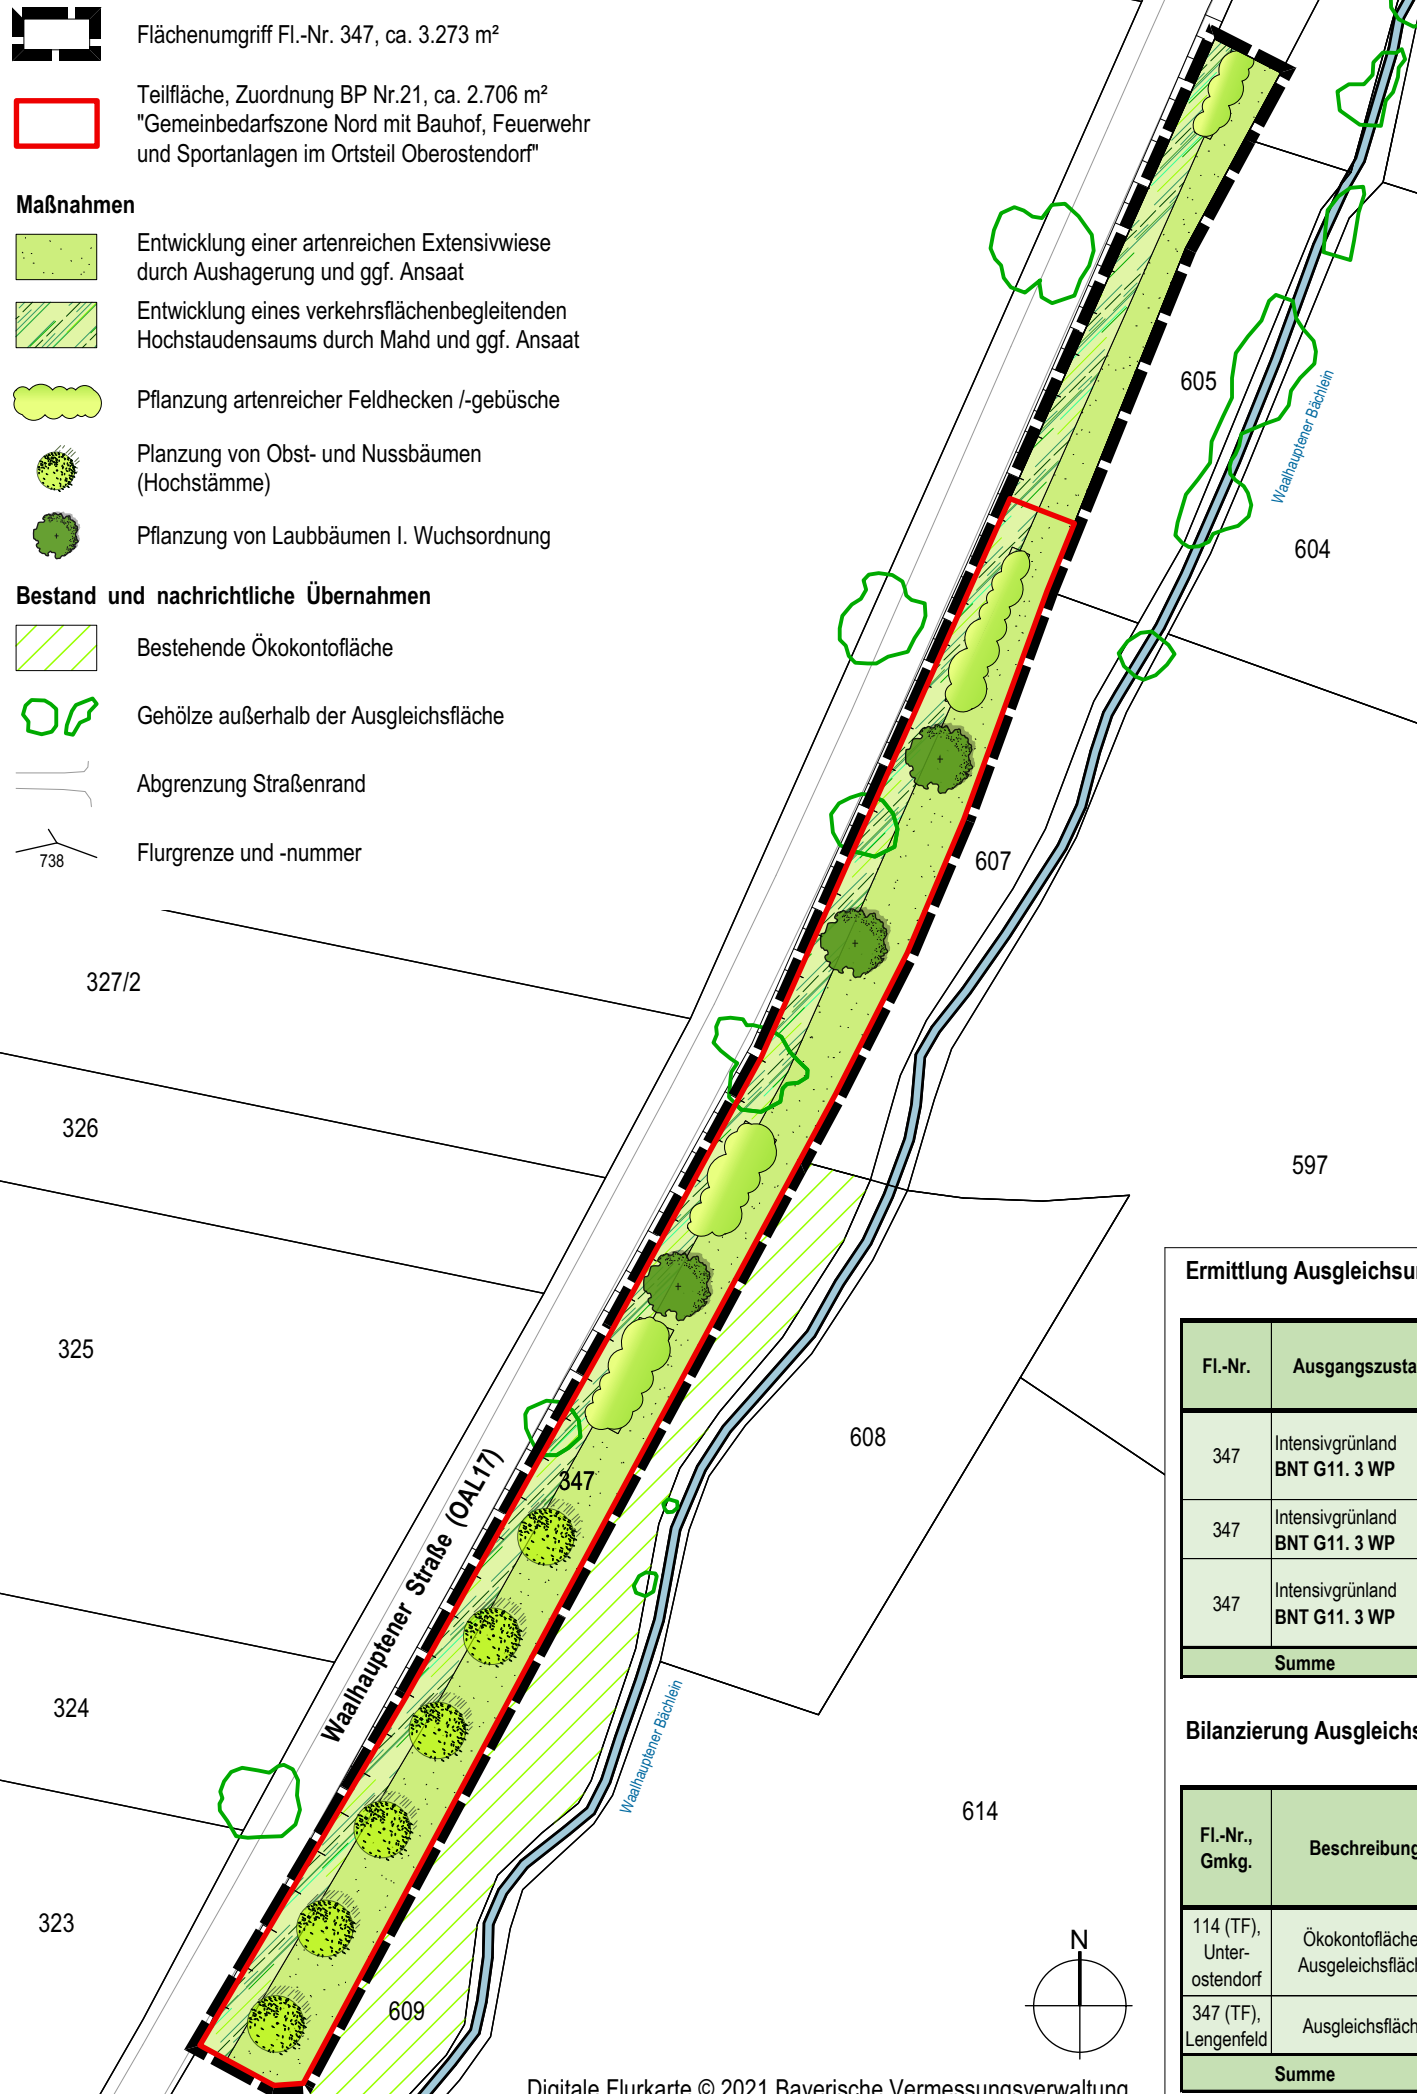 Flächenumgriff Fl.-Nr. 347, ca. 3.273 m²
Teilfläche, Zuordnung BP Nr.21, ca. 2.706 m²
"Gemeinbedarfszone Nord mit Bauhof, Feuerwehr
und Sportanlagen im Ortsteil Oberostendorf"
Maßnahmen
Entwicklung einer artenreichen Extensivwiese
durch Aushagerung und ggf. Ansaat
Entwicklung eines verkehrsflächenbegleitenden
Hochstaudensaums durch Mahd und ggf. Ansaat
Pflanzung artenreicher Feldhecken /-gebüsche
Planzung von Obst- und Nussbäumen
(Hochstämme)
Pflanzung von Laubbäumen I. Wuchsordnung
Bestand und nachrichtliche Übernahmen
Bestehende Ökokontofläche
Gehölze außerhalb der Ausgleichsfläche
Abgrenzung Straßenrand
738
Flurgrenze und -nummer
605
Waalhauptener Bächlein
604
607
327/2
326
597
325
608
347
Waalhauptener Straße (OAL17)
324
Waalhauptener Bächlein
614
323
609
N
Ermittlung Ausgleichsu
Fl.-Nr.
Ausgangszusta
347
Intensivgrünland
BNT G11. 3 WP
347
Intensivgrünland
BNT G11. 3 WP
347
Intensivgrünland
BNT G11. 3 WP
Summe
Bilanzierung Ausgleichs
Fl.-Nr.,
Gmkg.
Beschreibung
114 (TF),
Unter-
ostendorf
Ökokontofläche
Ausgeleichsfläch
347 (TF),
Lengenfeld
Ausgleichsfläch
Summe
Digitale Flurkarte © 2021 Bayerische Vermessungsverwaltung